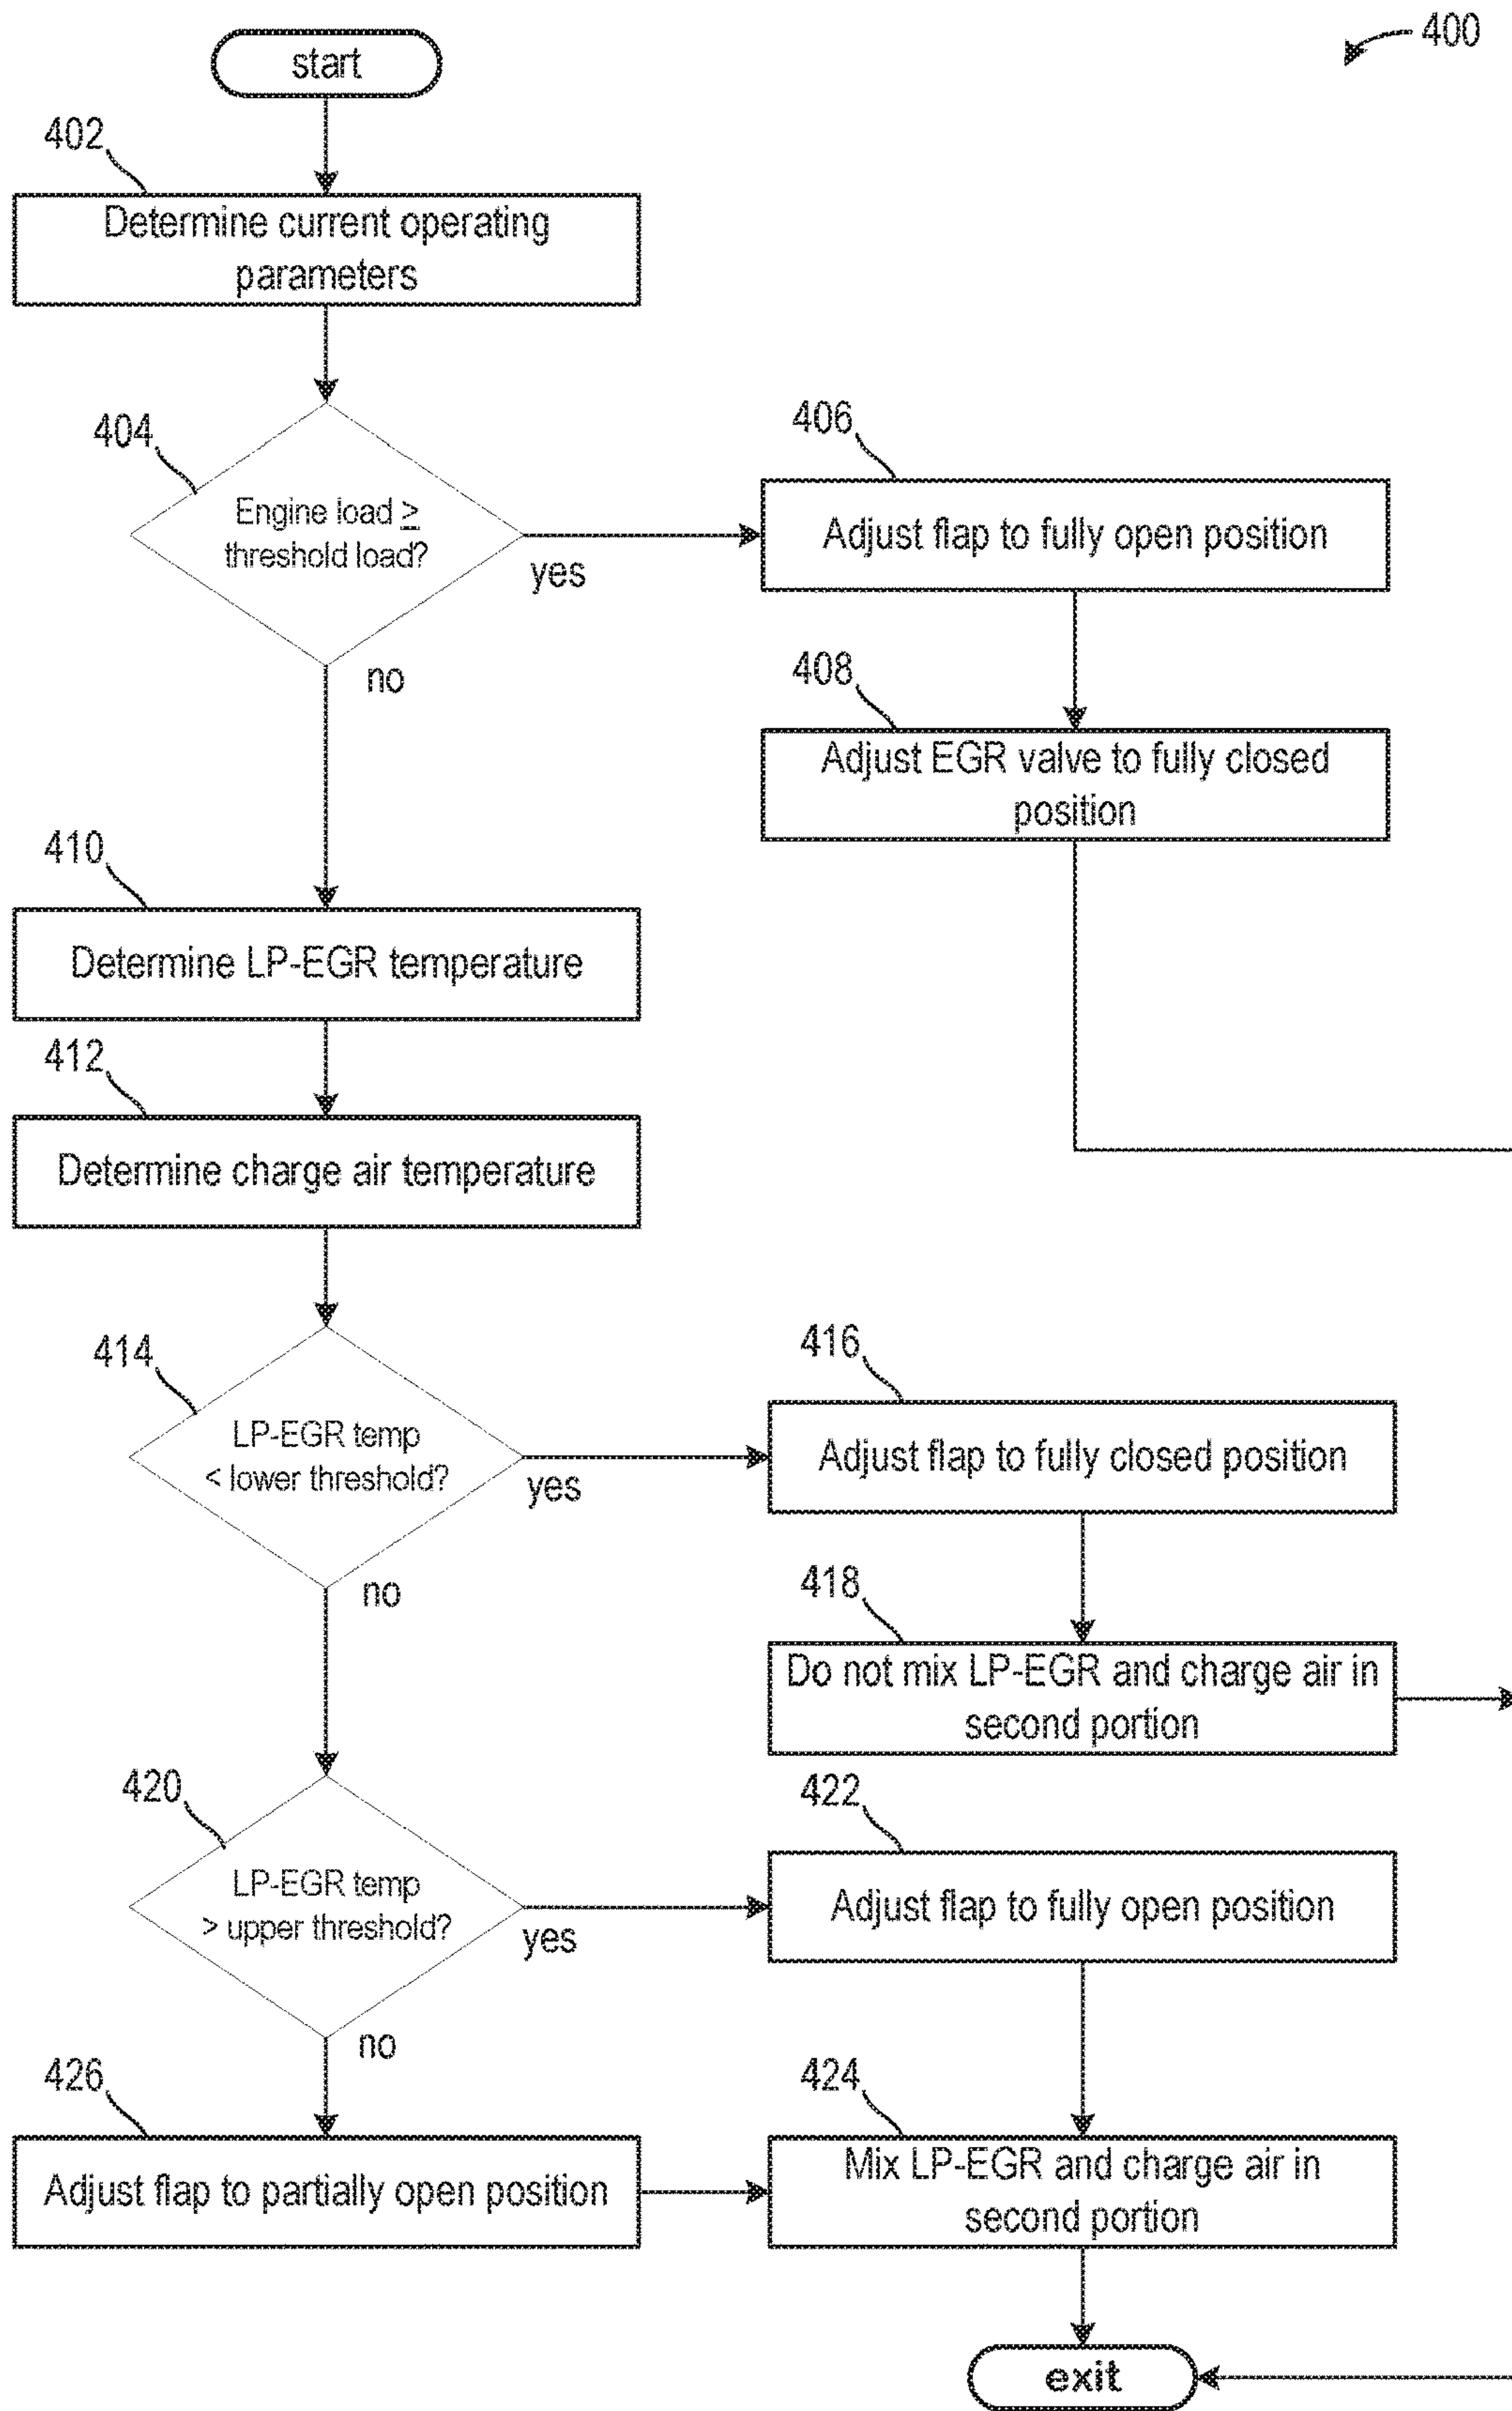 400
start
402
Determine current operating
parameters
404
Engine load ≥
threshold load?
yes
no
406
Adjust flap to fully open position
408
Adjust EGR valve to fully closed
position
410
Determine LP-EGR temperature
412
Determine charge air temperature
414
LP-EGR temp
< lower threshold?
yes
no
416
Adjust flap to fully closed position
418
Do not mix LP-EGR and charge air in
second portion
420
LP-EGR temp
> upper threshold?
yes
no
422
Adjust flap to fully open position
426
Adjust flap to partially open position
424
Mix LP-EGR and charge air in
second portion
exit